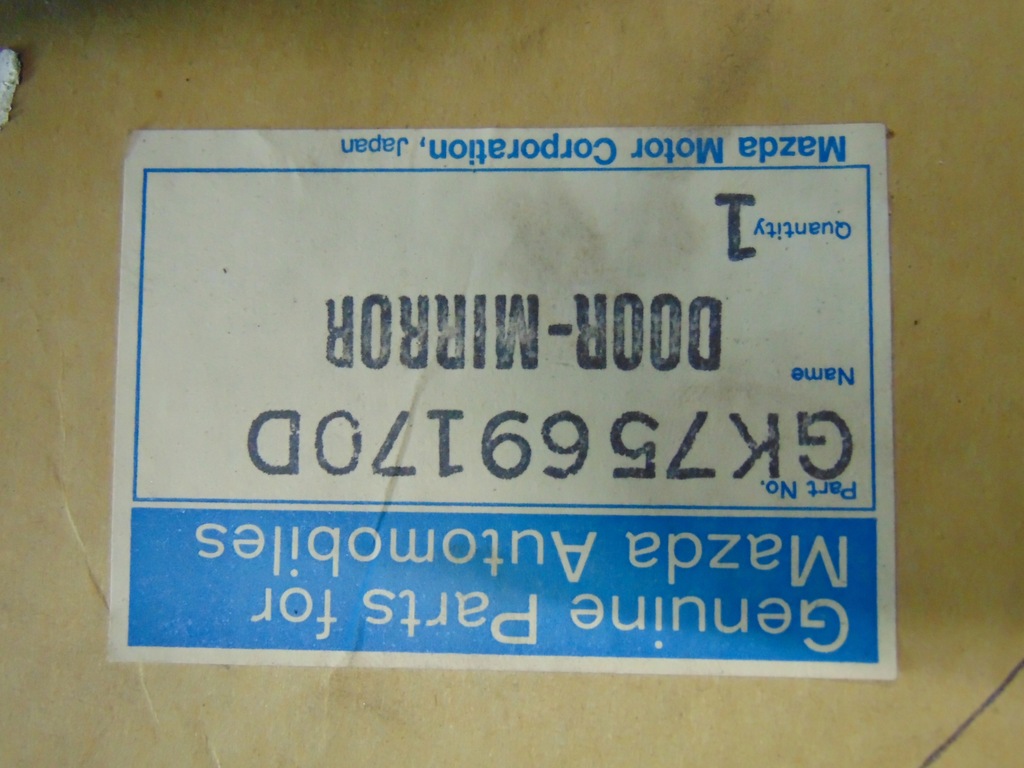 Genuine Parts for
Mazda Automobiles
Part No.
GK7569170D
Name
DOOR-MIRROR
Quantity 1
Mazda Motor Corporation, Japan